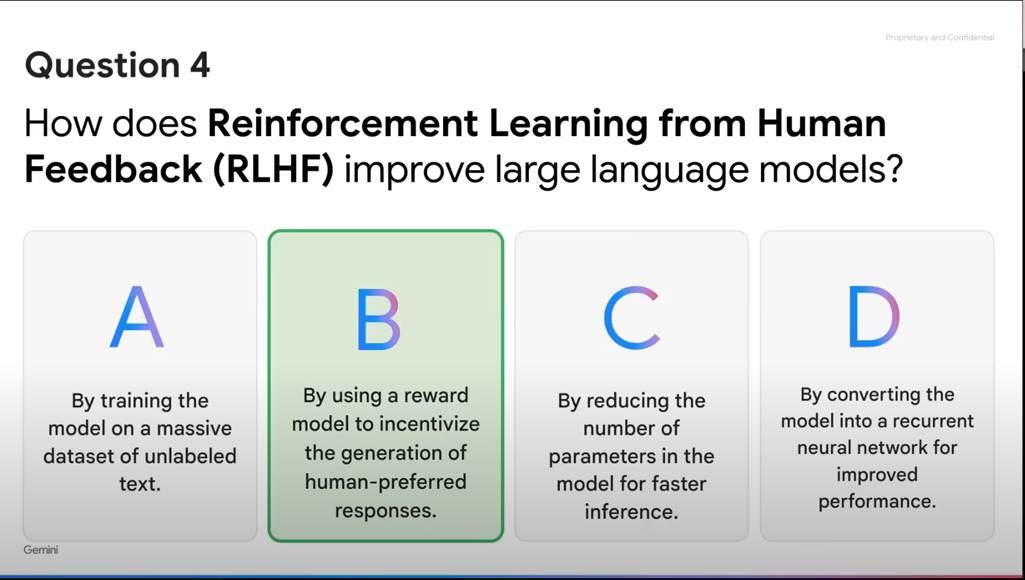 Proprietary and Confidential
Question 4
How does Reinforcement Learning from Human
Feedback (RLHF) improve large language models?
A
By training the
model on a massive
dataset of unlabeled
text.
B
By using a reward
model to incentivize
the generation of
human-preferred
responses.
C
By reducing the
number of
parameters in the
model for faster
inference.
D
By converting the
model into a recurrent
neural network for
improved
performance.
Gemini